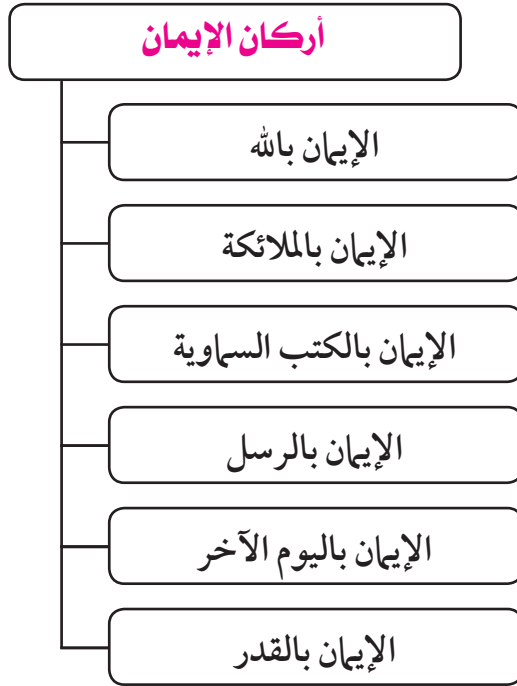 أركان الإيمان
الإيمان بالله
الإيمان بالملائكة
الإيمان بالكتب السماوية
الإيمان بالرسل
الإيمان باليوم الآخر
الإيمان بالقدر